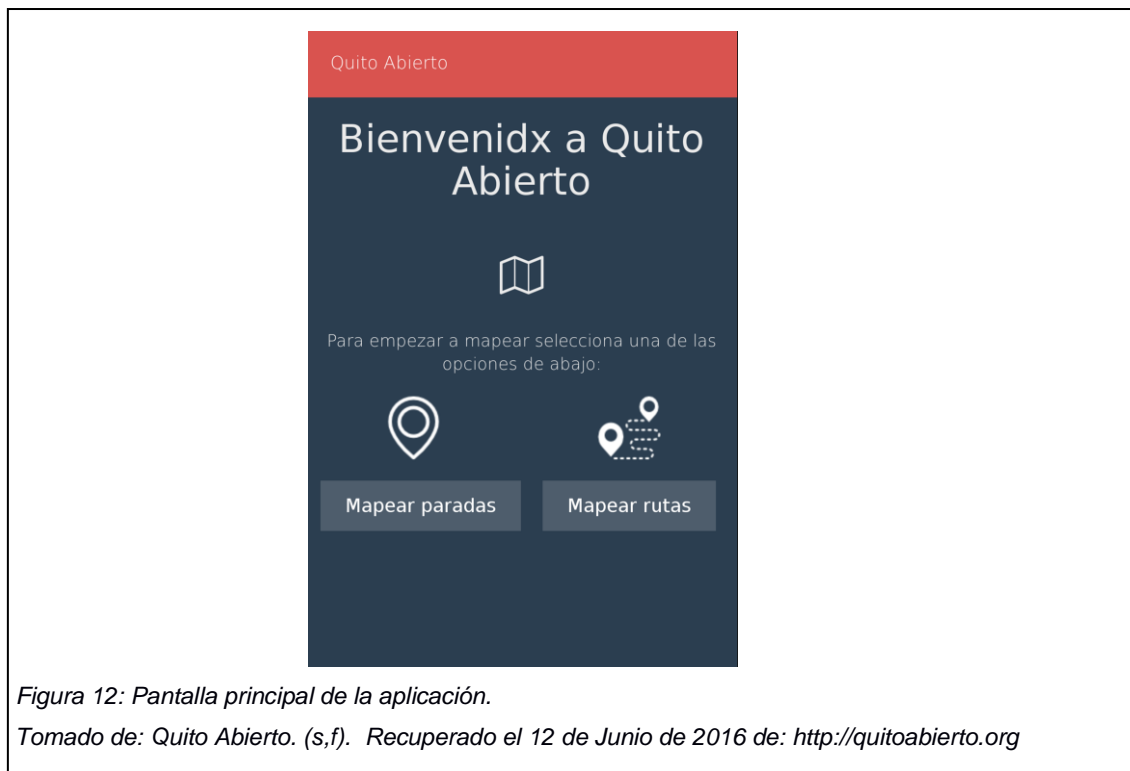 Quito Abierto
Bienvenidx a Quito
Abierto
Para empezar a mapear selecciona una de las
opciones de abajo:
Mapear paradas
Mapear rutas
Figura 12: Pantalla principal de la aplicación.
Tomado de: Quito Abierto. (s,f).  Recuperado el 12 de Junio de 2016 de: http://quitoabierto.org